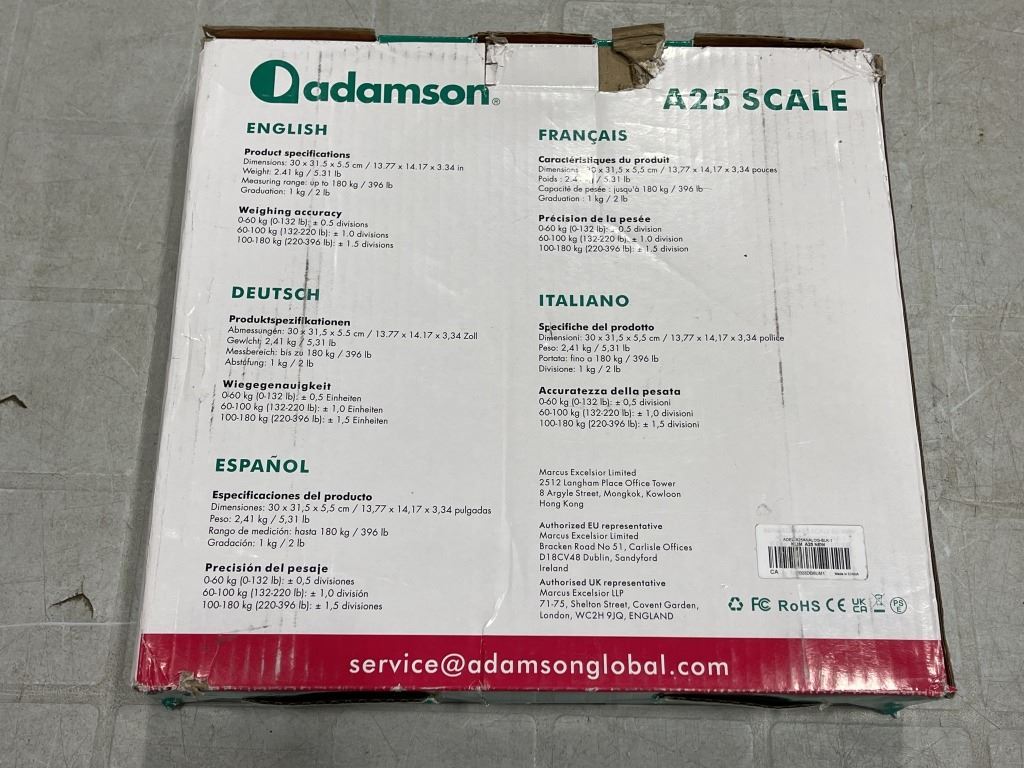 adamson®
A25 SCALE
ENGLISH
Product specifications
Dimensions: 30 x 31.5 x 5.5 cm / 13.77 x 14.17 x 3.34 in
Weight: 2.41 kg / 5.31 lb
Measuring range: up to 180 kg / 396 lb
Graduation: 1 kg / 2 lb
Weighing accuracy
0-60 kg (0-132 lb): ± 0.5 divisions
60-100 kg (132-220 lb): ± 1.0 divisions
100-180 kg (220-396 lb): ± 1.5 divisions
FRANÇAIS
Caractéristiques du produit
Dimensions 30 x 31,5 x 5,5 cm / 13,77 x 14,17 x 3,34 pouces
Poids : / 5.31 lb
Capacité de pesée : jusqu'à 180 kg / 396 lb
Graduation : 1 kg / 2 lb
Précision de la pesée
0-60 kg (0-132 lb): ± 0.5 division
60-100 kg (132-220 lb): ± 1.0 division
100-180 kg (220-396 lb): ± 1.5 division
DEUTSCH
Produktspezifikationen
Abmessungen: 30 x 31,5 x 5.5 cm / 13.77 x 14.17 x 3,34 Zoll
Gewicht: 2,41 kg / 5,31 lb
Messbereich: bis zu 180 kg / 396 lb
Abstufung: 1 kg / 2 lb
Wiegegenauigkeit
0-60 kg (0-132 lb): ± 0,5 Einheiten
60-100 kg (132-220 lb): ± 1,0 Einheiten
100-180 kg (220-396 lb): ± 1,5 Einheiten
ITALIANO
Specifiche del prodotto
Dimensioni: 30 x 31,5 x 5,5 cm / 13,77 x 14,17 x 3,34 pollice
Peso: 2,41 kg / 5,31 lb
Portata: fino a 180 kg / 396 lb
Divisione: 1 kg / 2 lb
Accuratezza della pesata
0-60 kg (0-132 lb): ± 0,5 divisioni
60-100 kg (132-220 lb): ± 1,0 divisioni
100-180 kg (220-396 lb): ± 1,5 divisioni
ESPAÑOL
Especificaciones del producto
Dimensiones: 30 x 31,5 x 5,5 cm / 13,77 x 14,17 x 3,34 pulgadas
Peso: 2,41 kg / 5,31 lb
Rango de medición: hasta 180 kg / 396 lb
Gradación: 1 kg / 2 lb
Precisión del pesaje
0-60 kg (0-132 lb): ± 0,5 divisiones
60-100 kg (132-220 lb): ± 1,0 división
100-180 kg (220-396 lb): ± 1,5 divisiones
Marcus Excelsior Limited
2512 Langham Place Office Tower
8 Argyle Street, Mongkok, Kowloon
Hong Kong
Authorized EU representative
Marcus Excelsior Limited
Bracken Road No 51, Carlisle Offices
D18CV48 Dublin, Sandyford
Ireland
Authorised UK representative
Marcus Excelsior LLP
71-75, Shelton Street, Covent Garden,
London, WC2H 9JQ, ENGLAND
A25 NEW
CA
Made in
FC RoHS CE UK CA PS E
service@adamsonglobal.com